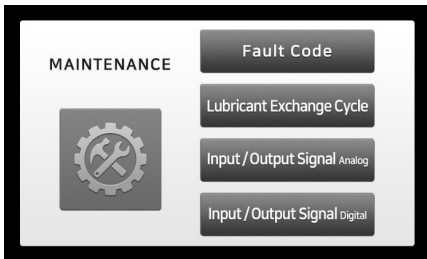 MAINTENANCE
Fault Code
Lubricant Exchange Cycle
Input / Output Signal Analog
Input / Output Signal Digital